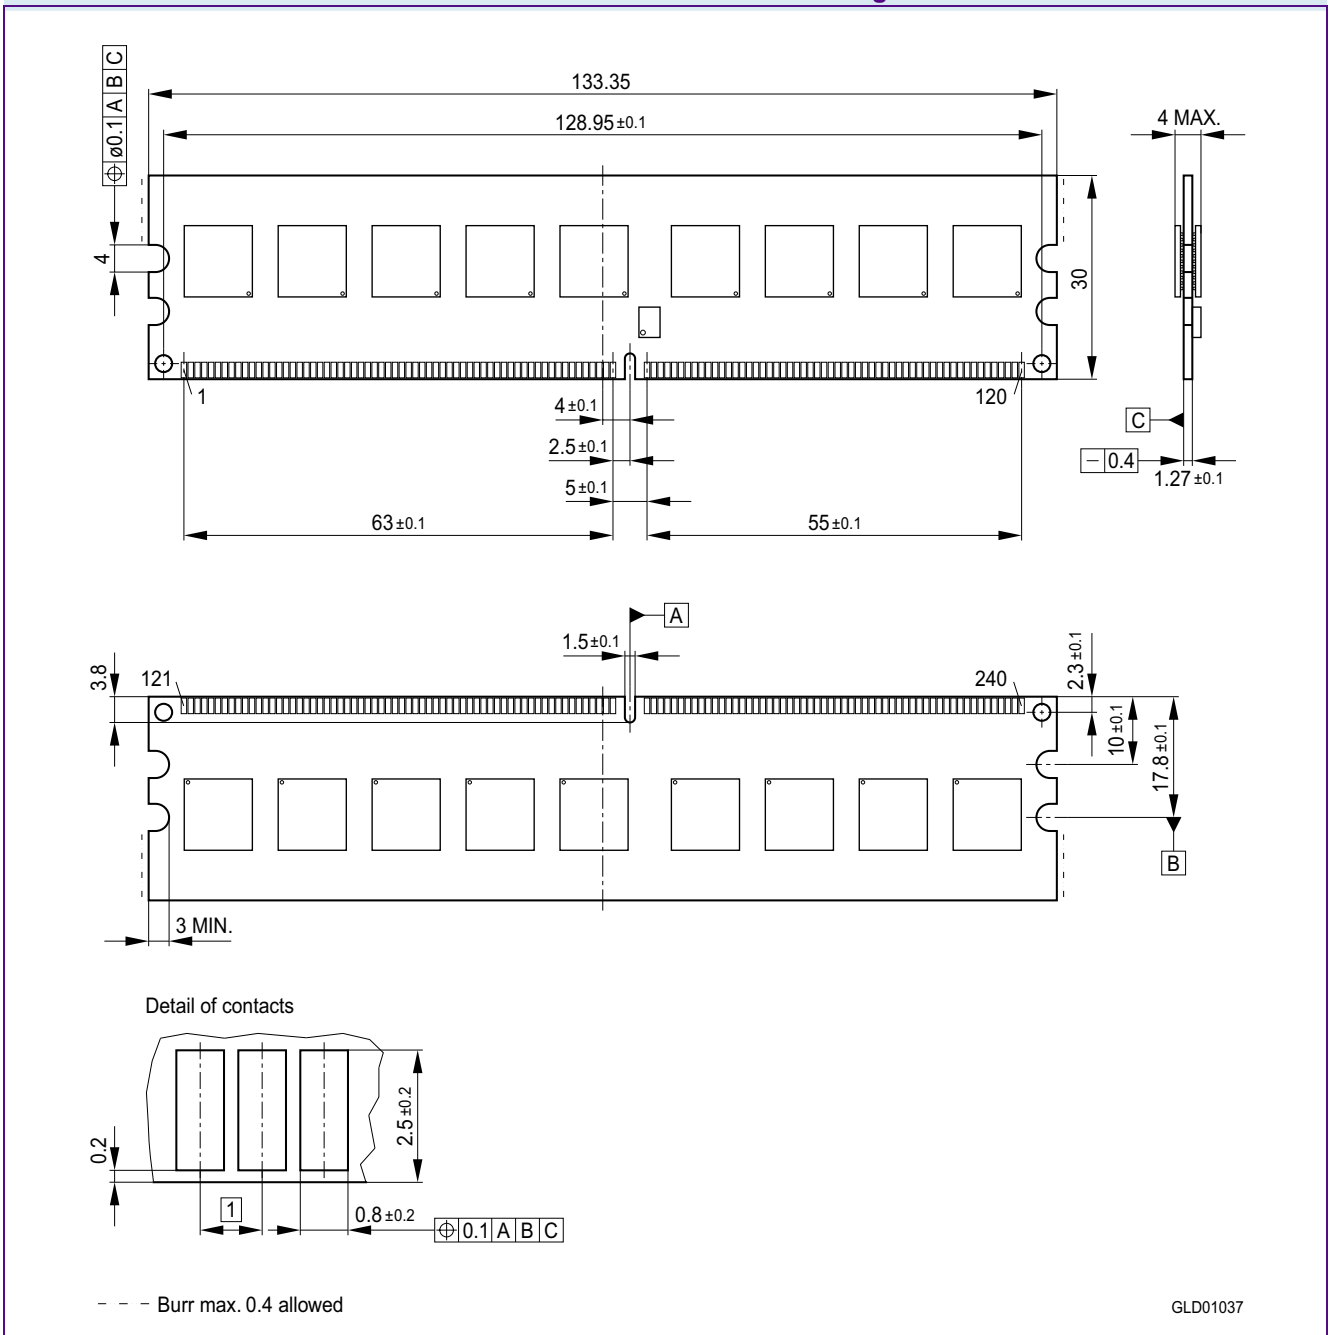 133.35
128.95 ±0.1
4 MAX.
ø0.1 A B C
4
30
1
120
4 ±0.1
2.5 ±0.1
5 ±0.1
63 ±0.1
55 ±0.1
C
– 0.4
1.27 ±0.1
A
1.5 ±0.1
3.8
121
240
2.3 ±0.1
10 ±0.1
17.8 ±0.1
B
3 MIN.
Detail of contacts
0.2
2.5 ±0.2
1
0.8 ±0.2
0.1 A B C
- - - Burr max. 0.4 allowed
GLD01037